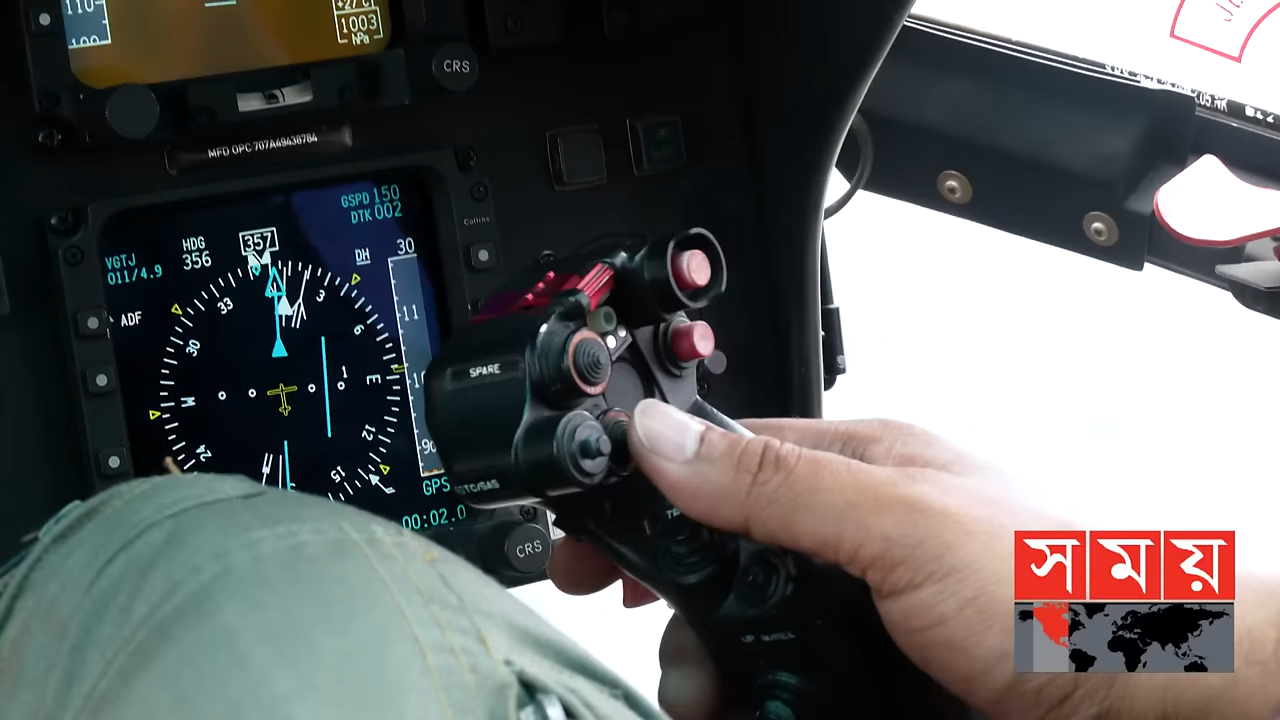 110
100
+27°C
1003
hPa
CRS
MFD OPC 707A49438784
Collins
GSPD 150
DTK 002
VGTJ
011/4.9
HDG
356
357
DH
30
ADF
33
3
6
30
E
12
24
15
11
1
GPS
00:02.0
CRS
SPARE
সময়